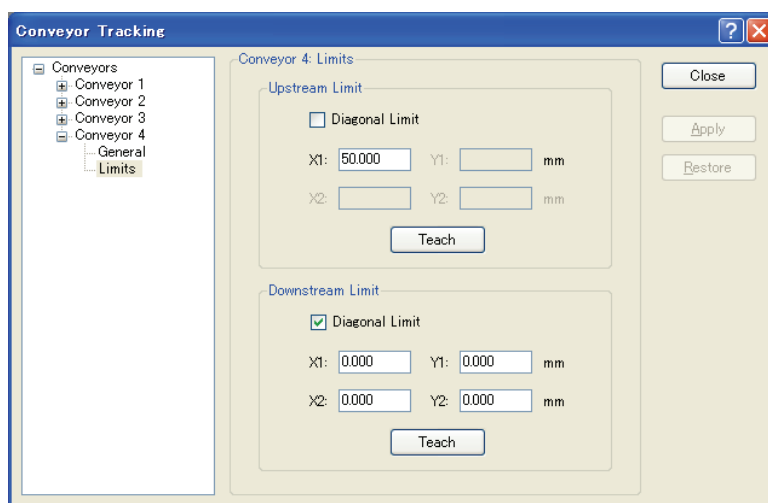 Conveyor Tracking
Conveyors
Conveyor 1
Conveyor 2
Conveyor 3
Conveyor 4
General
Limits
Conveyor 4: Limits
Upstream Limit
Diagonal Limit
X1: 50.000 Y1: mm
X2: Y2: mm
Teach
Downstream Limit
Diagonal Limit
X1: 0.000 Y1: 0.000 mm
X2: 0.000 Y2: 0.000 mm
Teach
Close
Apply
Restore